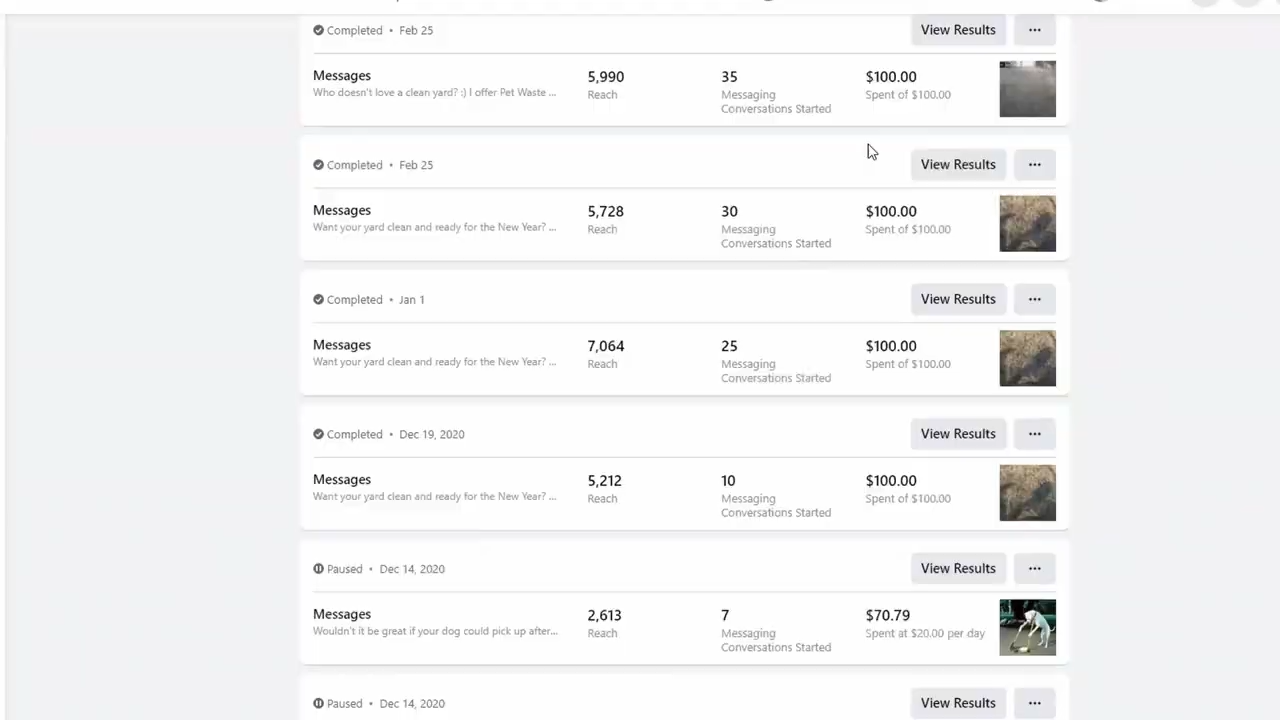 Completed • Feb 25 View Results ...
Messages 5,990 35 $100.00
Who doesn't love a clean yard? :) I offer Pet Waste ... Reach Messaging Spent of $100.00
Conversations Started
Completed • Feb 25 View Results ...
Messages 5,728 30 $100.00
Want your yard clean and ready for the New Year? ... Reach Messaging Spent of $100.00
Conversations Started
Completed • Jan 1 View Results ...
Messages 7,064 25 $100.00
Want your yard clean and ready for the New Year? ... Reach Messaging Spent of $100.00
Conversations Started
Completed • Dec 19, 2020 View Results ...
Messages 5,212 10 $100.00
Want your yard clean and ready for the New Year? ... Reach Messaging Spent of $100.00
Conversations Started
Paused • Dec 14, 2020 View Results ...
Messages 2,613 7 $70.79
Wouldn't it be great if your dog could pick up after... Reach Messaging Spent at $20.00 per day
Conversations Started
Paused • Dec 14, 2020 View Results ...